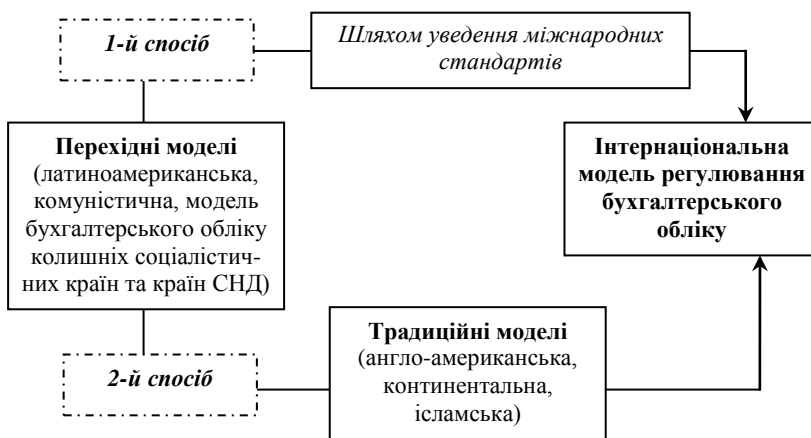 1-й спосіб
Шляхом уведення міжнародних
стандартів
Перехідні моделі
(латиноамериканська,
комуністична, модель
бухгалтерського обліку
колишніх соціалістич-
них країн та країн СНД)
Інтернаціональна
модель регулювання
бухгалтерського
обліку
2-й спосіб
Традиційні моделі
(англо-американська,
континентальна,
ісламська)